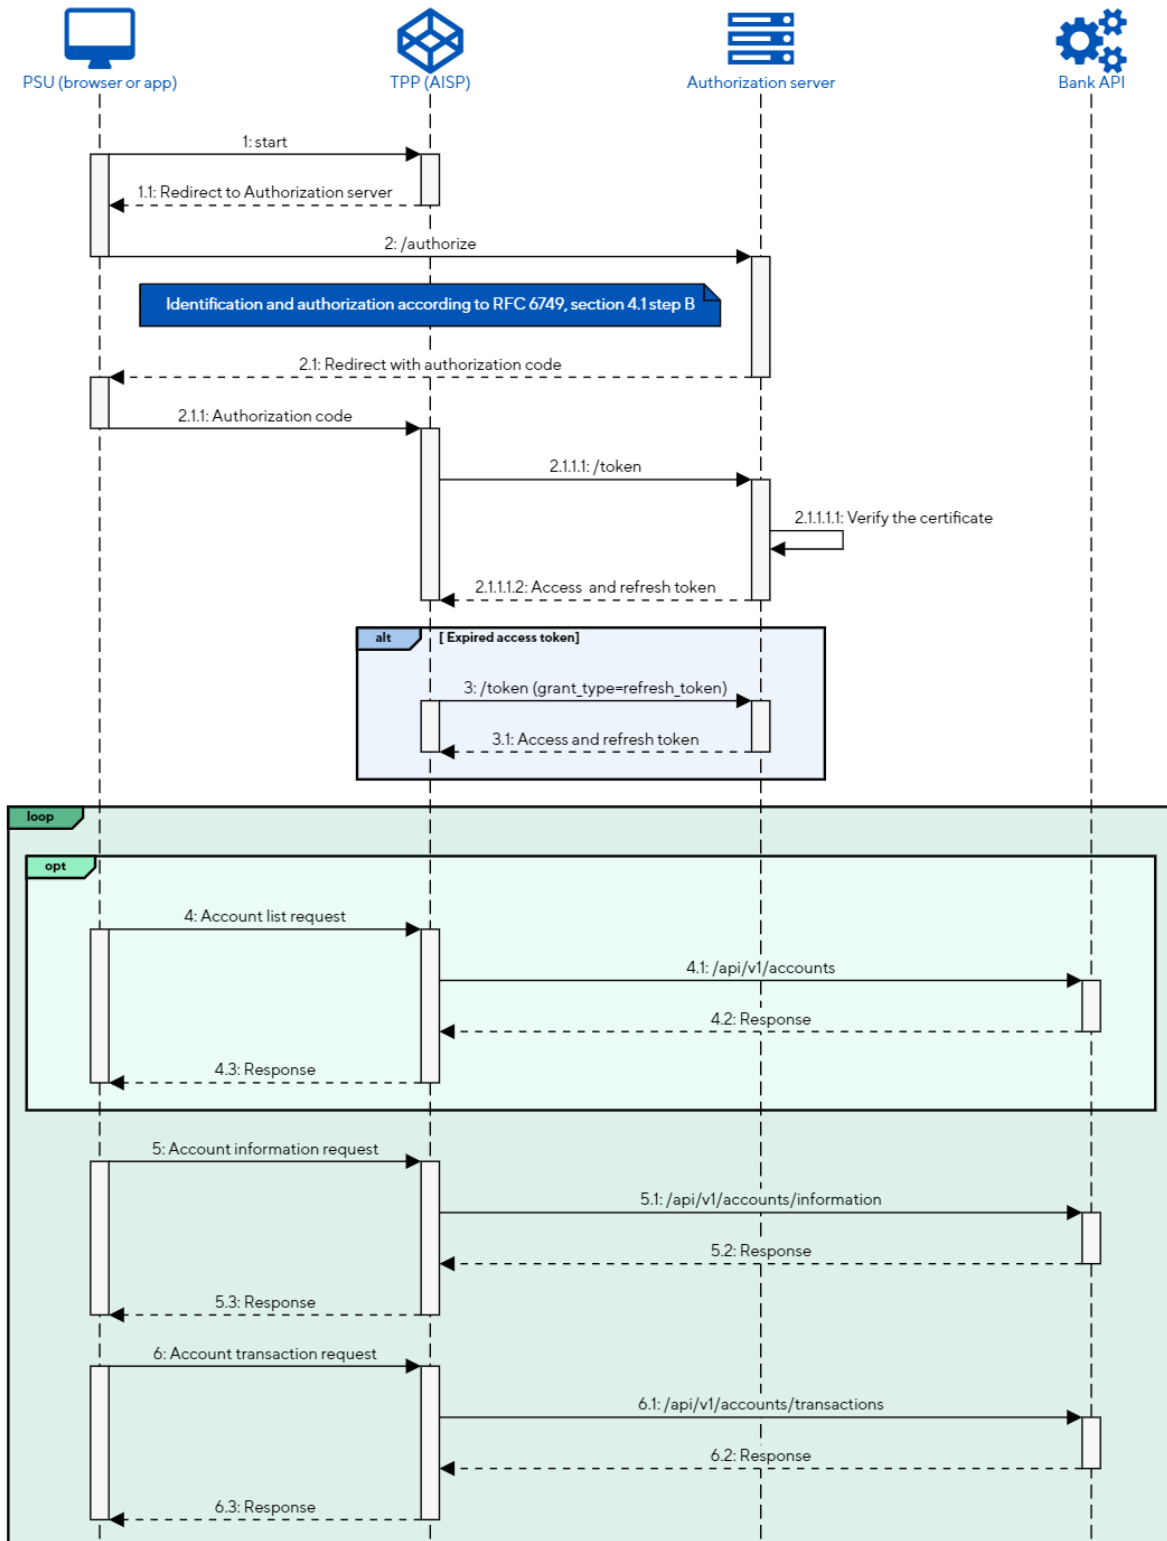 PSU (browser or app)
TPP (AISP)
Authorization server
Bank API
1: start
1.1: Redirect to Authorization server
2: /authorize
Identification and authorization according to RFC 6749, section 4.1 step B
2.1: Redirect with authorization code
2.1.1: Authorization code
2.1.1.1: /token
2.1.1.1.1: Verify the certificate
2.1.1.1.2: Access and refresh token
alt
[ Expired access token]
3: /token (grant_type=refresh_token)
3.1: Access and refresh token
loop
opt
4: Account list request
4.1: /api/v1/accounts
4.2: Response
4.3: Response
5: Account information request
5.1: /api/v1/accounts/information
5.2: Response
5.3: Response
6: Account transaction request
6.1: /api/v1/accounts/transactions
6.2: Response
6.3: Response